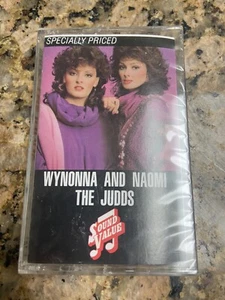 SPECIALLY PRICED
WYNONNA AND NAOMI
THE JUDDS
SOUND
VALUE